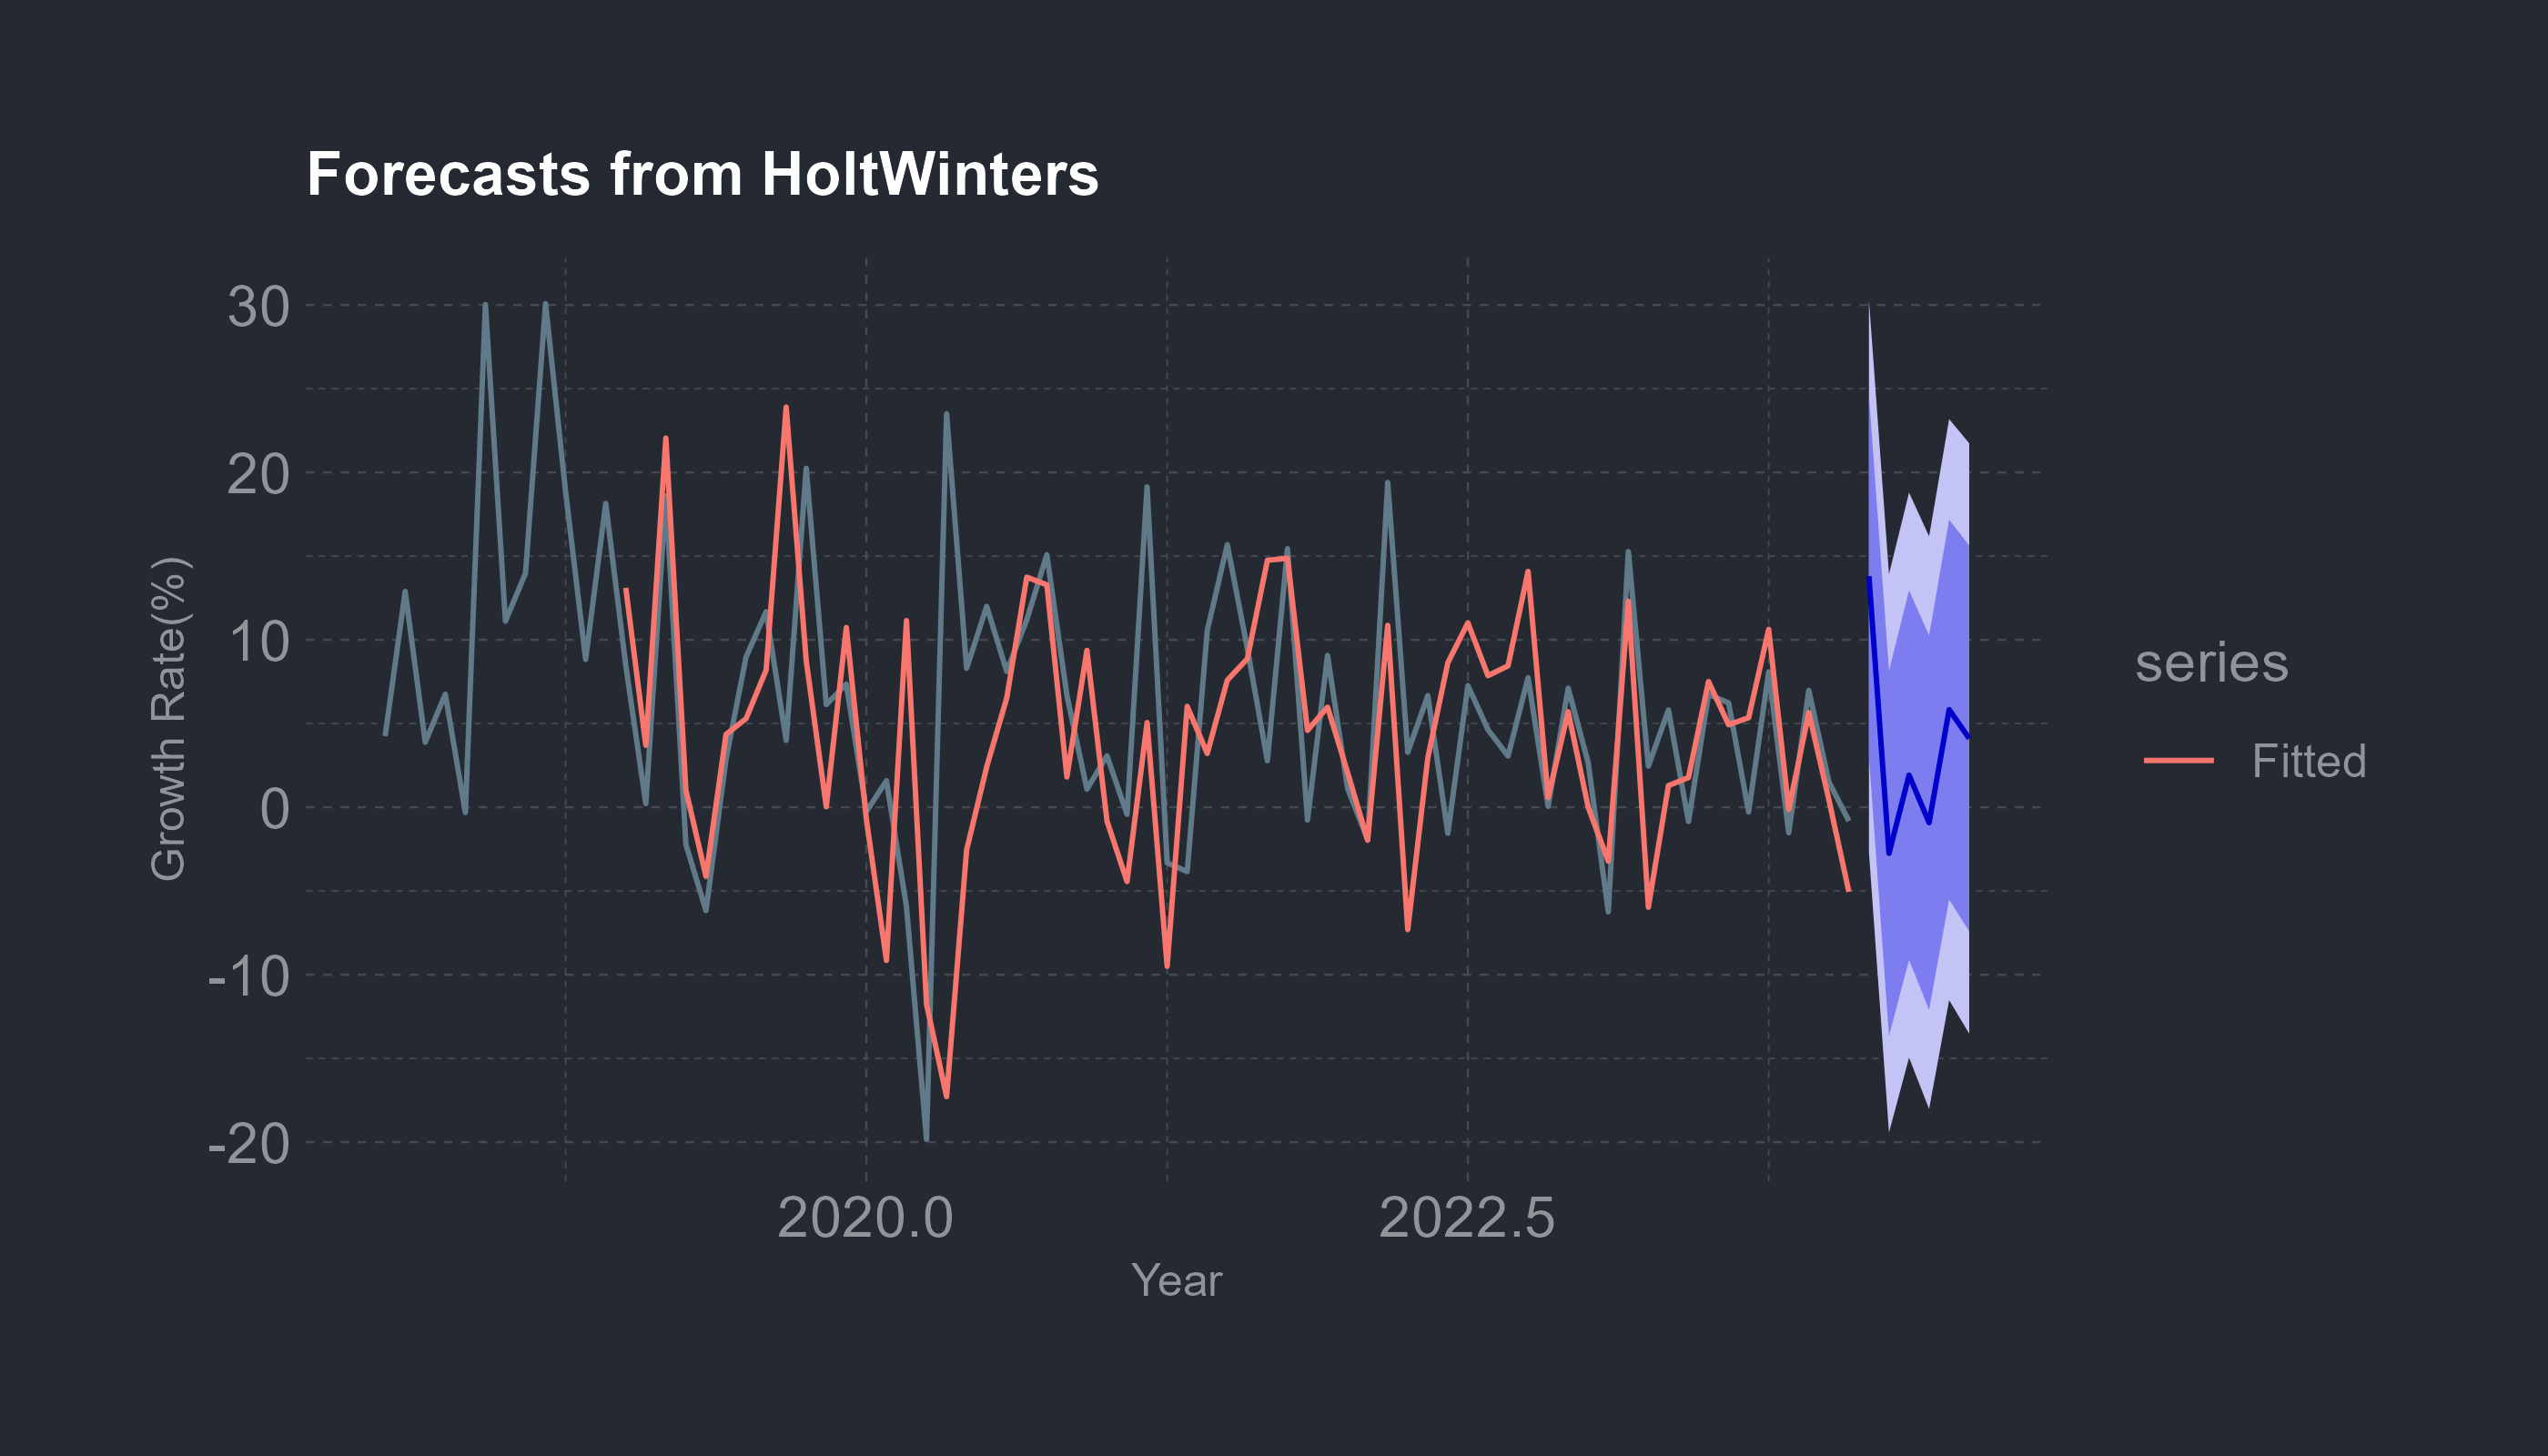 Forecasts from HoltWinters
30
20
10
0
-10
-20
Growth Rate(%)
2020.0
2022.5
Year
series
Fitted